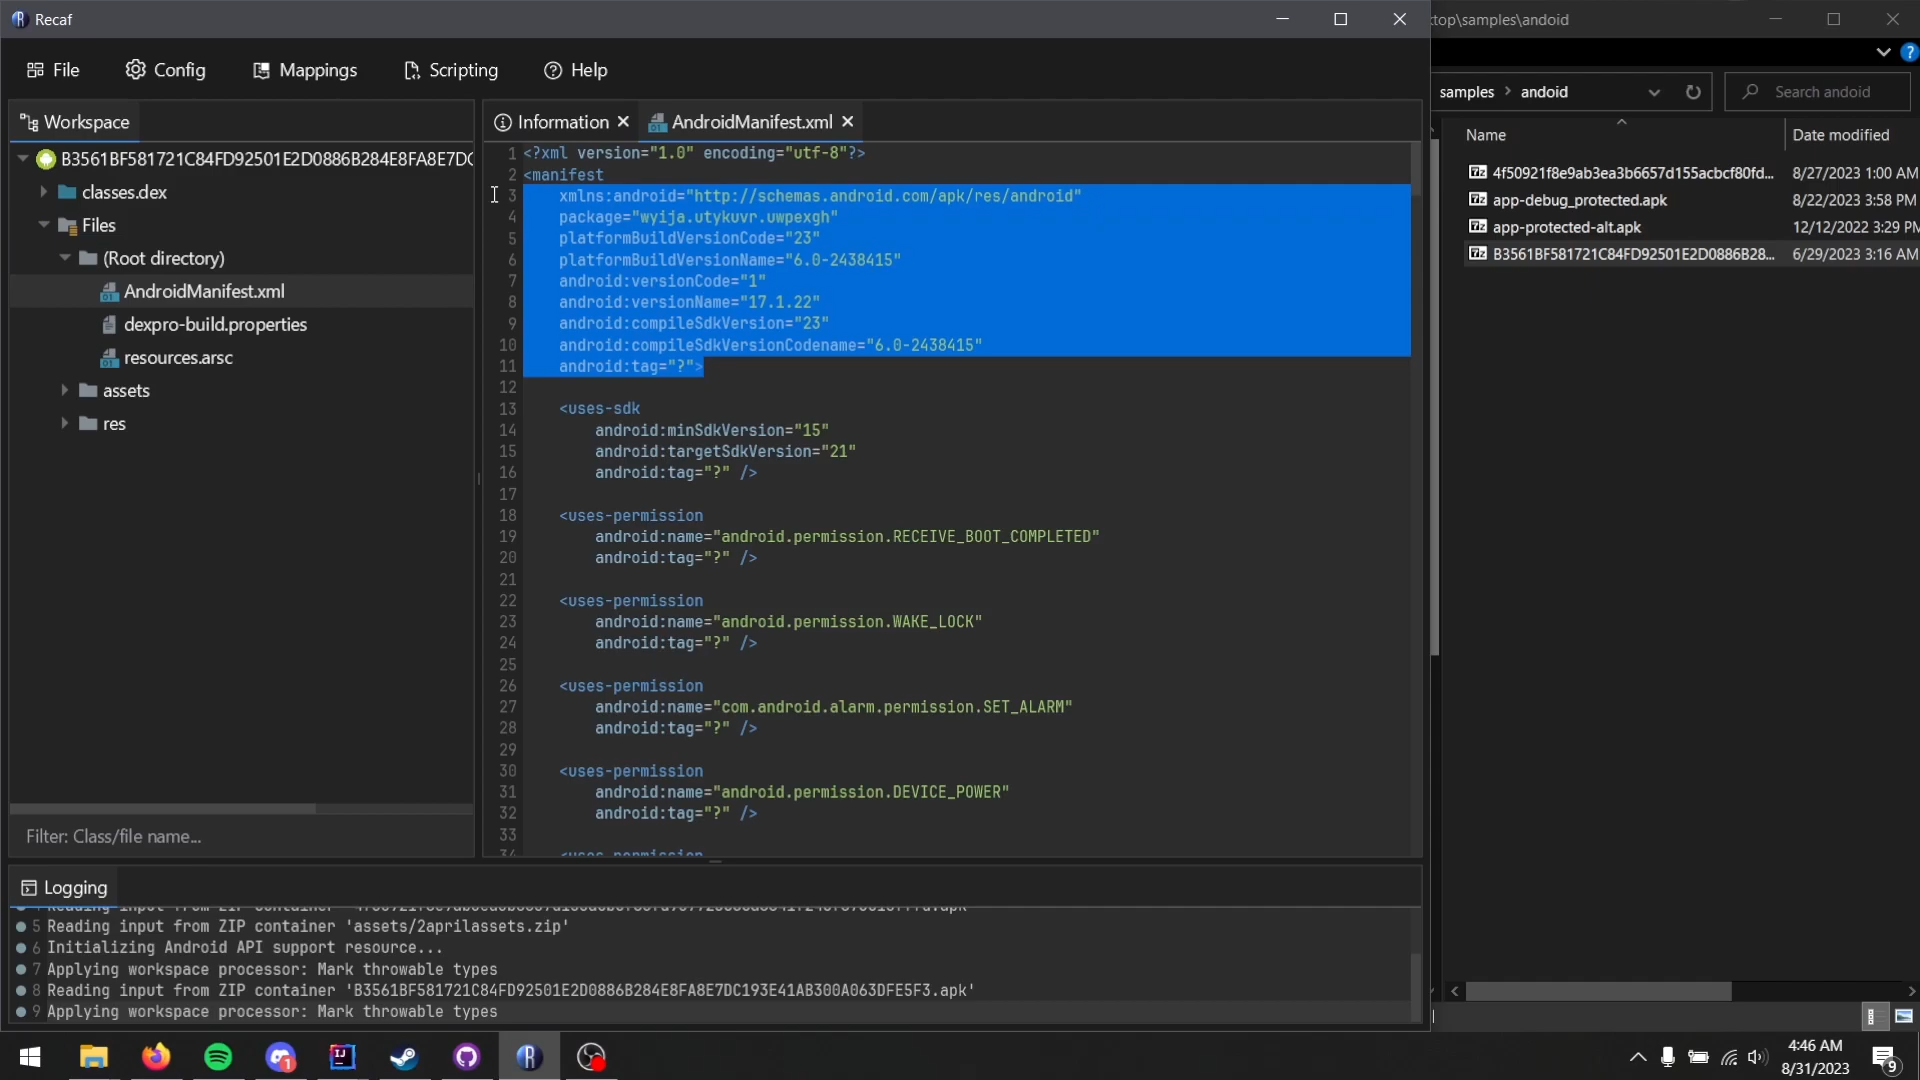 Recaf
File
Config
Mappings
Scripting
Help
Workspace
B3561BF581721C84FD92501E2D0886B284E8FA8E7DC
classes.dex
Files
(Root directory)
AndroidManifest.xml
dexpro-build.properties
resources.arsc
assets
res
Filter: Class/file name...
Information
AndroidManifest.xml
1 <?xml version="1.0" encoding="utf-8"?>
2 <manifest
3 xmlns:android="http://schemas.android.com/apk/res/android"
4 package="wyija.utykuvr.uwpexgh"
5 platformBuildVersionCode="23"
6 platformBuildVersionName="6.0-2438415"
7 android:versionCode="1"
8 android:versionName="17.1.22"
9 android:compileSdkVersion="23"
10 android:compileSdkVersionCodename="6.0-2438415"
11 android:tag="?">
12
13 <uses-sdk
14 android:minSdkVersion="15"
15 android:targetSdkVersion="21"
16 android:tag="?" />
17
18 <uses-permission
19 android:name="android.permission.RECEIVE_BOOT_COMPLETED"
20 android:tag="?" />
21
22 <uses-permission
23 android:name="android.permission.WAKE_LOCK"
24 android:tag="?" />
25
26 <uses-permission
27 android:name="com.android.alarm.permission.SET_ALARM"
28 android:tag="?" />
29
30 <uses-permission
31 android:name="android.permission.DEVICE_POWER"
32 android:tag="?" />
33
34 <uses-permission
Logging
5 Reading input from ZIP container 'assets/2aprilassets.zip'
6 Initializing Android API support resource...
7 Applying workspace processor: Mark throwable types
8 Reading input from ZIP container 'B3561BF581721C84FD92501E2D0886B284E8FA8E7DC193E41AB300A063DFE5F3.apk'
9 Applying workspace processor: Mark throwable types
top\samples\andoid
samples > andoid
Search andoid
Name
Date modified
4f50921f8e9ab3ea3b6657d155acbcf80fd... 8/27/2023 1:00 AM
app-debug_protected.apk 8/22/2023 3:58 PM
app-protected-alt.apk 12/12/2022 3:29 PM
B3561BF581721C84FD92501E2D0886B28... 6/29/2023 3:16 AM
4:46 AM
8/31/2023
9
1